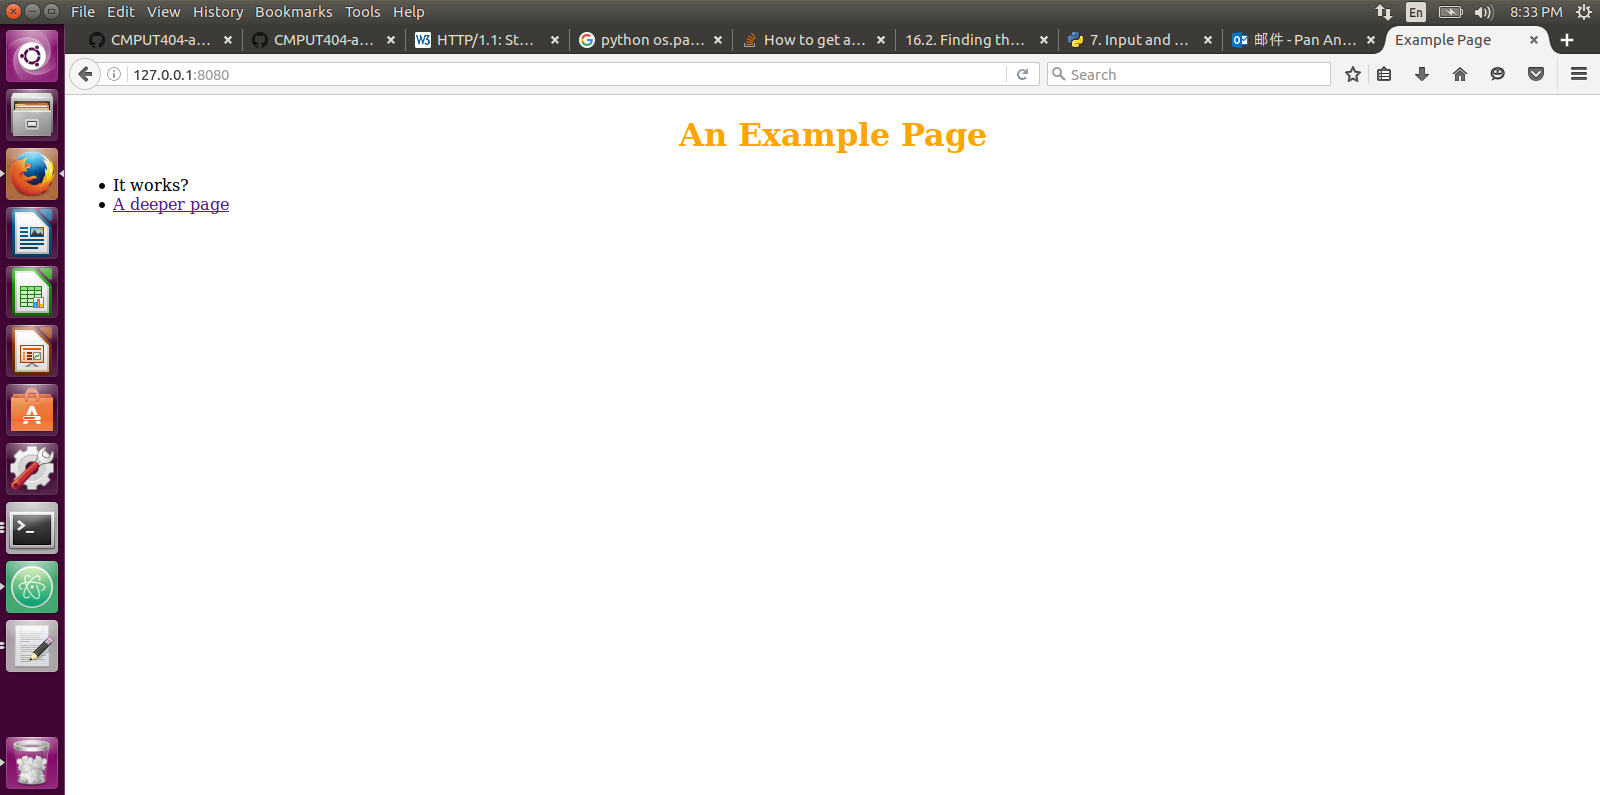 File Edit View History Bookmarks Tools Help En 8:33 PM
CMPUT404-a... CMPUT404-a... W3 HTTP/1.1: St... python os.pa... How to get a... 16.2. Finding th... 7. Input and ... 邮件 - Pan An... Example Page
127.0.0.1:8080 Search
An Example Page
It works?
A deeper page